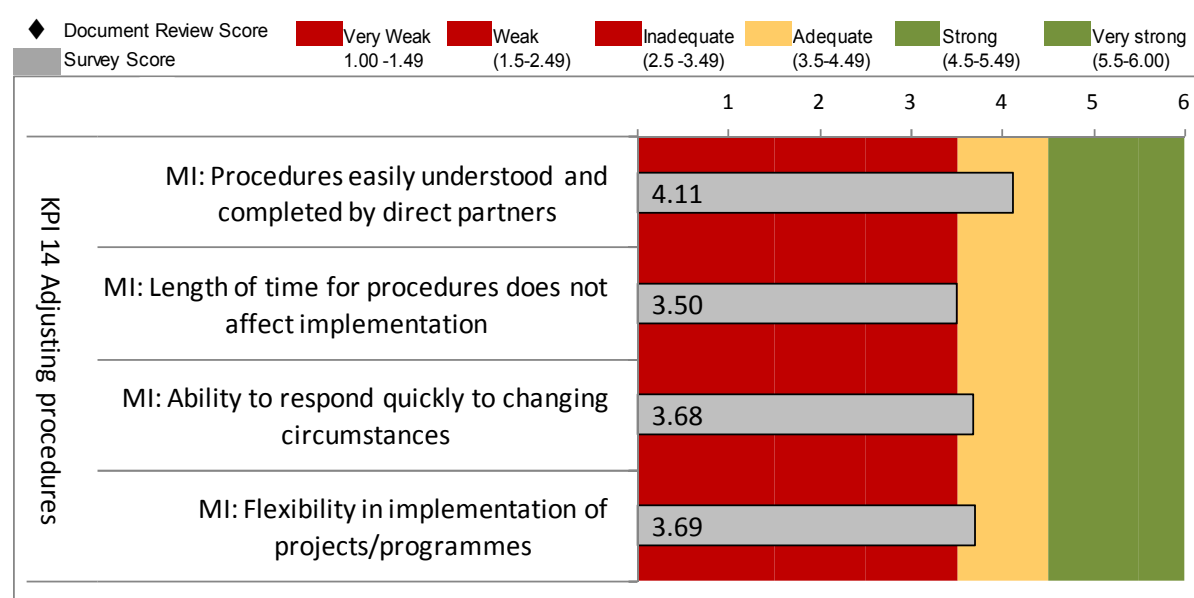 Document Review Score Very Weak Weak Inadequate Adequate Strong Very strong
Survey Score 1.00 -1.49 (1.5-2.49) (2.5 -3.49) (3.5-4.49) (4.5-5.49) (5.5-6.00)
1 2 3 4 5 6
KPI 14 Adjusting procedures
MI: Procedures easily understood and
completed by direct partners
4.11
MI: Length of time for procedures does not
affect implementation
3.50
MI: Ability to respond quickly to changing
circumstances
3.68
MI: Flexibility in implementation of
projects/programmes
3.69